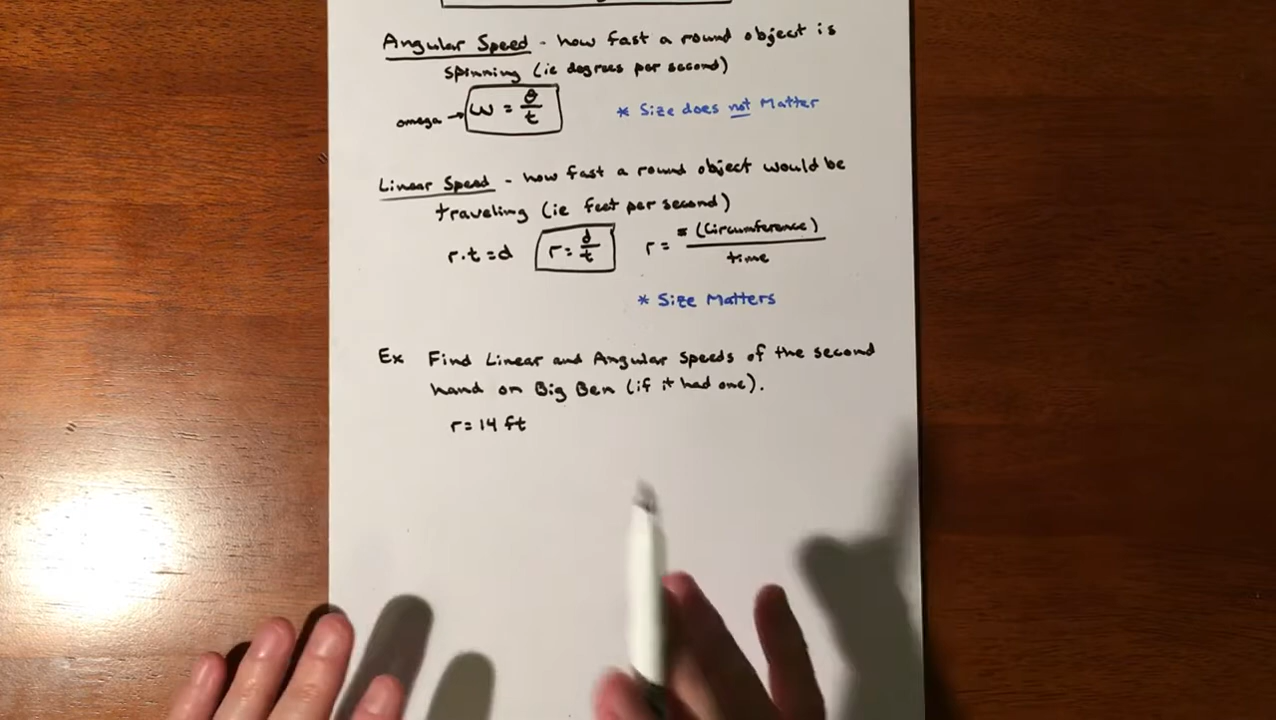 Angular Speed - how fast a round object is
spinning (ie degrees per second)
omega → ω = θ/t
* Size does not Matter
Linear Speed - how fast a round object would be
traveling (ie feet per second)
r·t=d r=d/t r= (Circumference)/time
* Size Matters
Ex Find Linear and Angular Speeds of the second
hand on Big Ben (if it had one).
r=14 ft